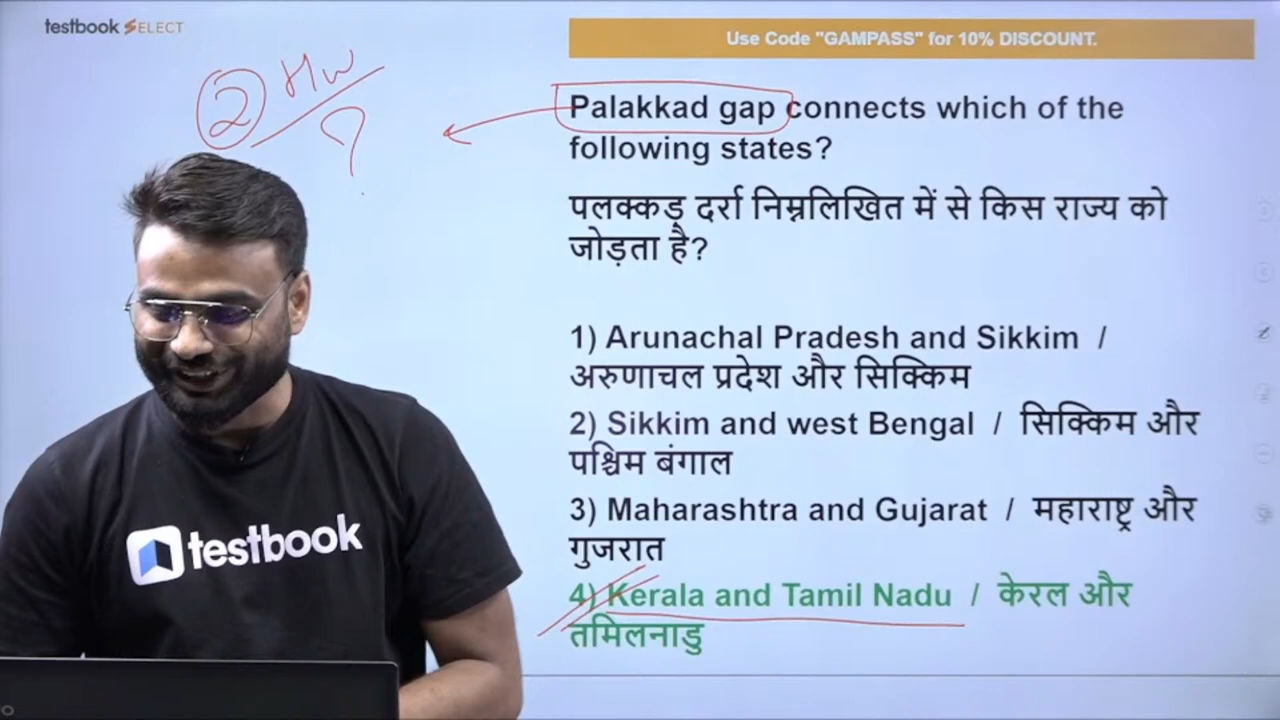 testbook SELECT
Use Code "GAMPASS" for 10% DISCOUNT.
2 HW
?
Palakkad gap connects which of the
following states?
पलक्कड़ दर्रा निम्नलिखित में से किस राज्य को
जोड़ता है?
1) Arunachal Pradesh and Sikkim /
अरुणाचल प्रदेश और सिक्किम
2) Sikkim and west Bengal / सिक्किम और
पश्चिम बंगाल
3) Maharashtra and Gujarat / महाराष्ट्र और
गुजरात
4) Kerala and Tamil Nadu / केरल और
तमिलनाडु
testbook